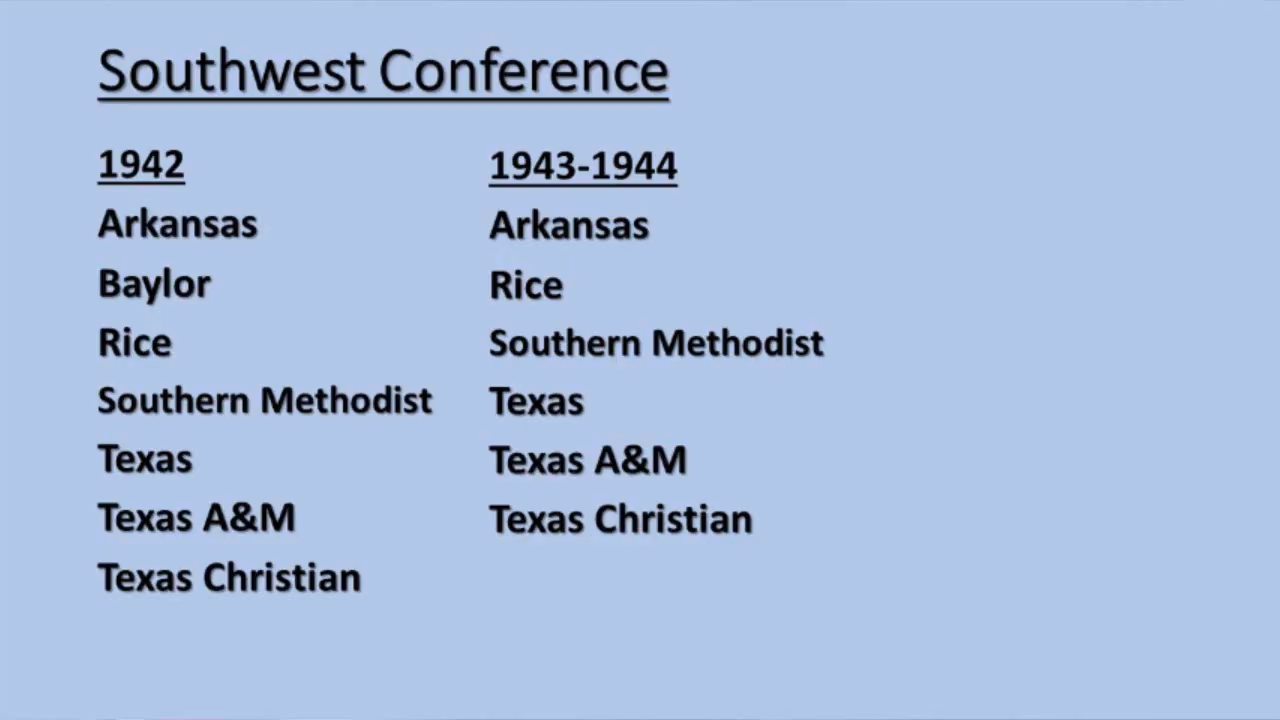 Southwest Conference
1942
Arkansas
Baylor
Rice
Southern Methodist
Texas
Texas A&M
Texas Christian
1943-1944
Arkansas
Rice
Southern Methodist
Texas
Texas A&M
Texas Christian